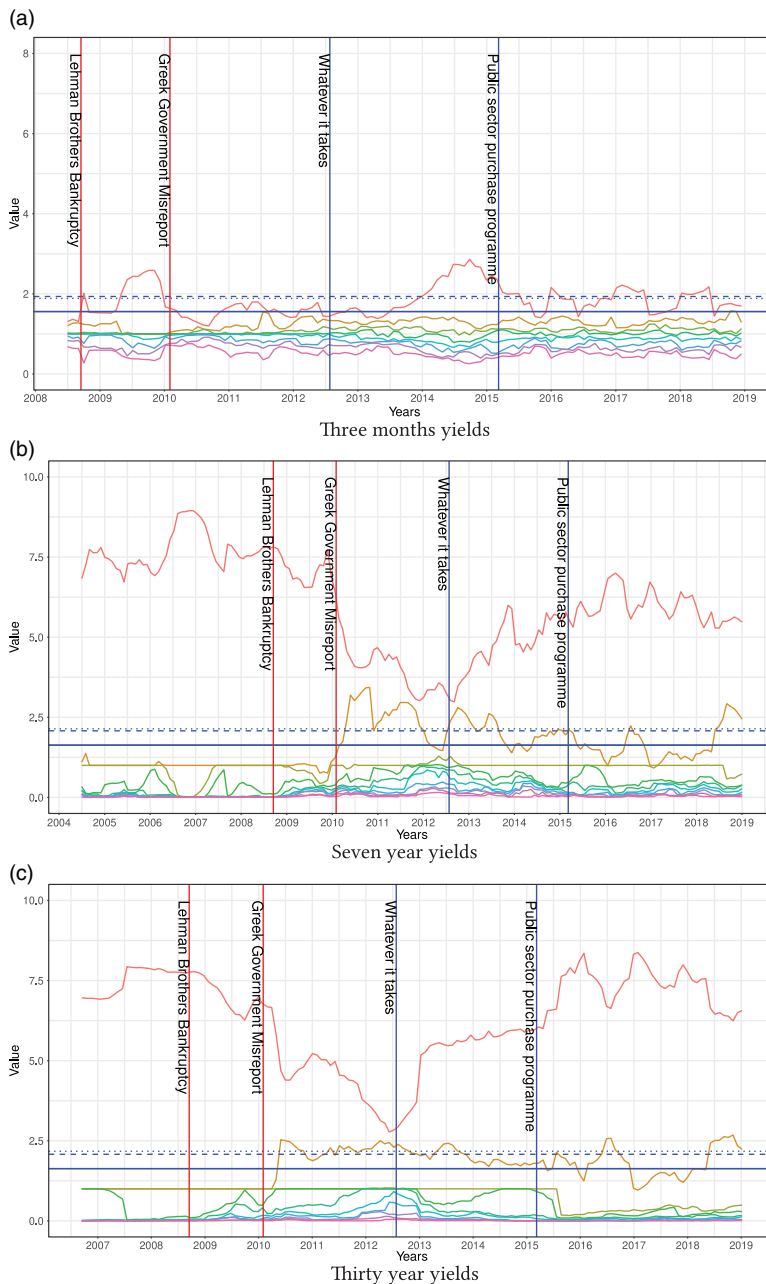 (a)
8
6
4
2
0
Value
Lehman Brothers Bankruptcy
Greek Government Misreport
Whatever it takes
Public sector purchase programme
2008 2009 2010 2011 2012 2013 2014 2015 2016 2017 2018 2019
Years
Three months yields
(b)
10.0
7.5
5.0
2.5
0.0
Value
Lehman Brothers Bankruptcy
Greek Government Misreport
Whatever it takes
Public sector purchase programme
2004 2005 2006 2007 2008 2009 2010 2011 2012 2013 2014 2015 2016 2017 2018 2019
Years
Seven year yields
(c)
10.0
7.5
5.0
2.5
0.0
Value
Lehman Brothers Bankruptcy
Greek Government Misreport
Whatever it takes
Public sector purchase programme
2007 2008 2009 2010 2011 2012 2013 2014 2015 2016 2017 2018 2019
Years
Thirty year yields